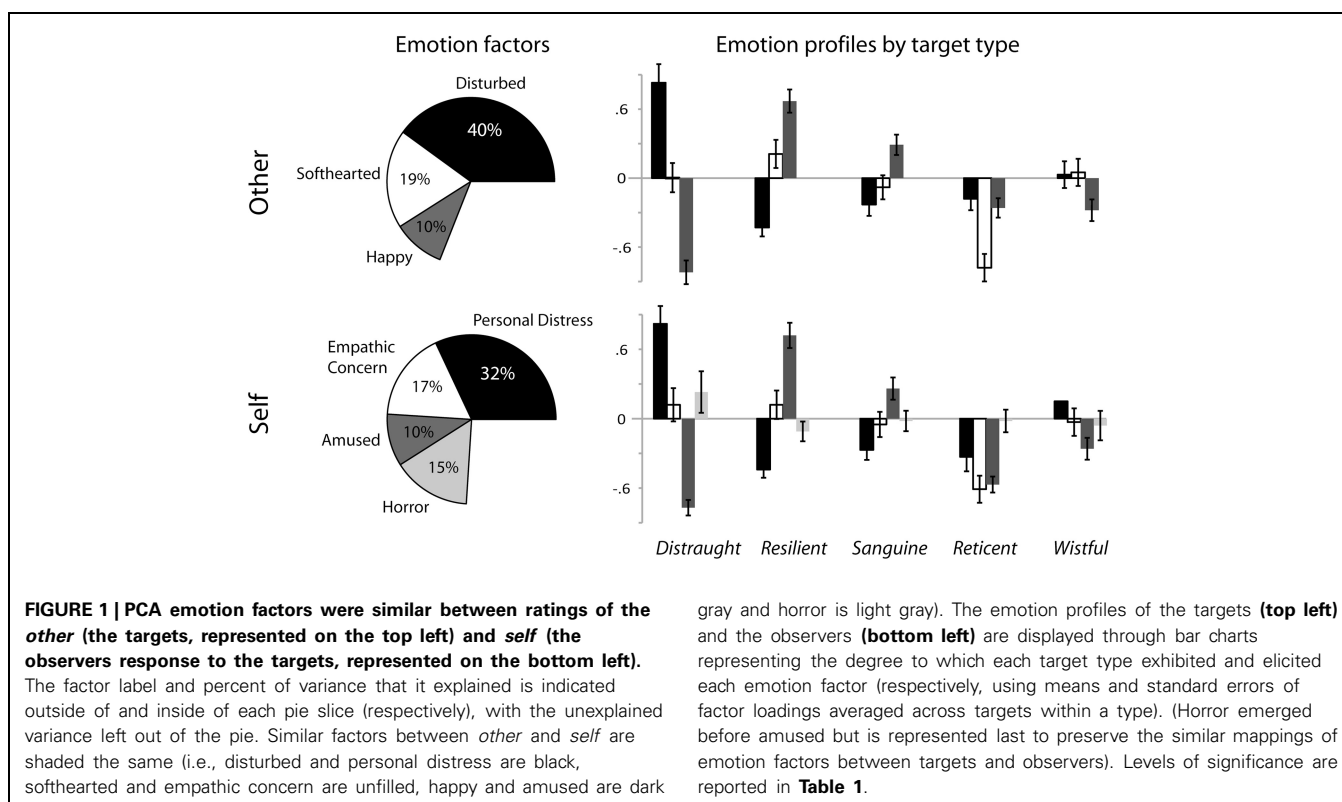 Emotion factors
Emotion profiles by target type
Other
Disturbed
40%
Softhearted
19%
10%
Happy
.6
0
-.6
Self
Personal Distress
32%
Empathic
Concern
17%
Amused
10%
15%
Horror
.6
0
-.6
Distraught Resilient Sanguine Reticent Wistful
FIGURE 1 | PCA emotion factors were similar between ratings of the
other (the targets, represented on the top left) and self (the
observers response to the targets, represented on the bottom left).
The factor label and percent of variance that it explained is indicated
outside of and inside of each pie slice (respectively), with the unexplained
variance left out of the pie. Similar factors between other and self are
shaded the same (i.e., disturbed and personal distress are black,
softhearted and empathic concern are unfilled, happy and amused are dark
gray and horror is light gray). The emotion profiles of the targets (top left)
and the observers (bottom left) are displayed through bar charts
representing the degree to which each target type exhibited and elicited
each emotion factor (respectively, using means and standard errors of
factor loadings averaged across targets within a type). (Horror emerged
before amused but is represented last to preserve the similar mappings of
emotion factors between targets and observers). Levels of significance are
reported in Table 1.